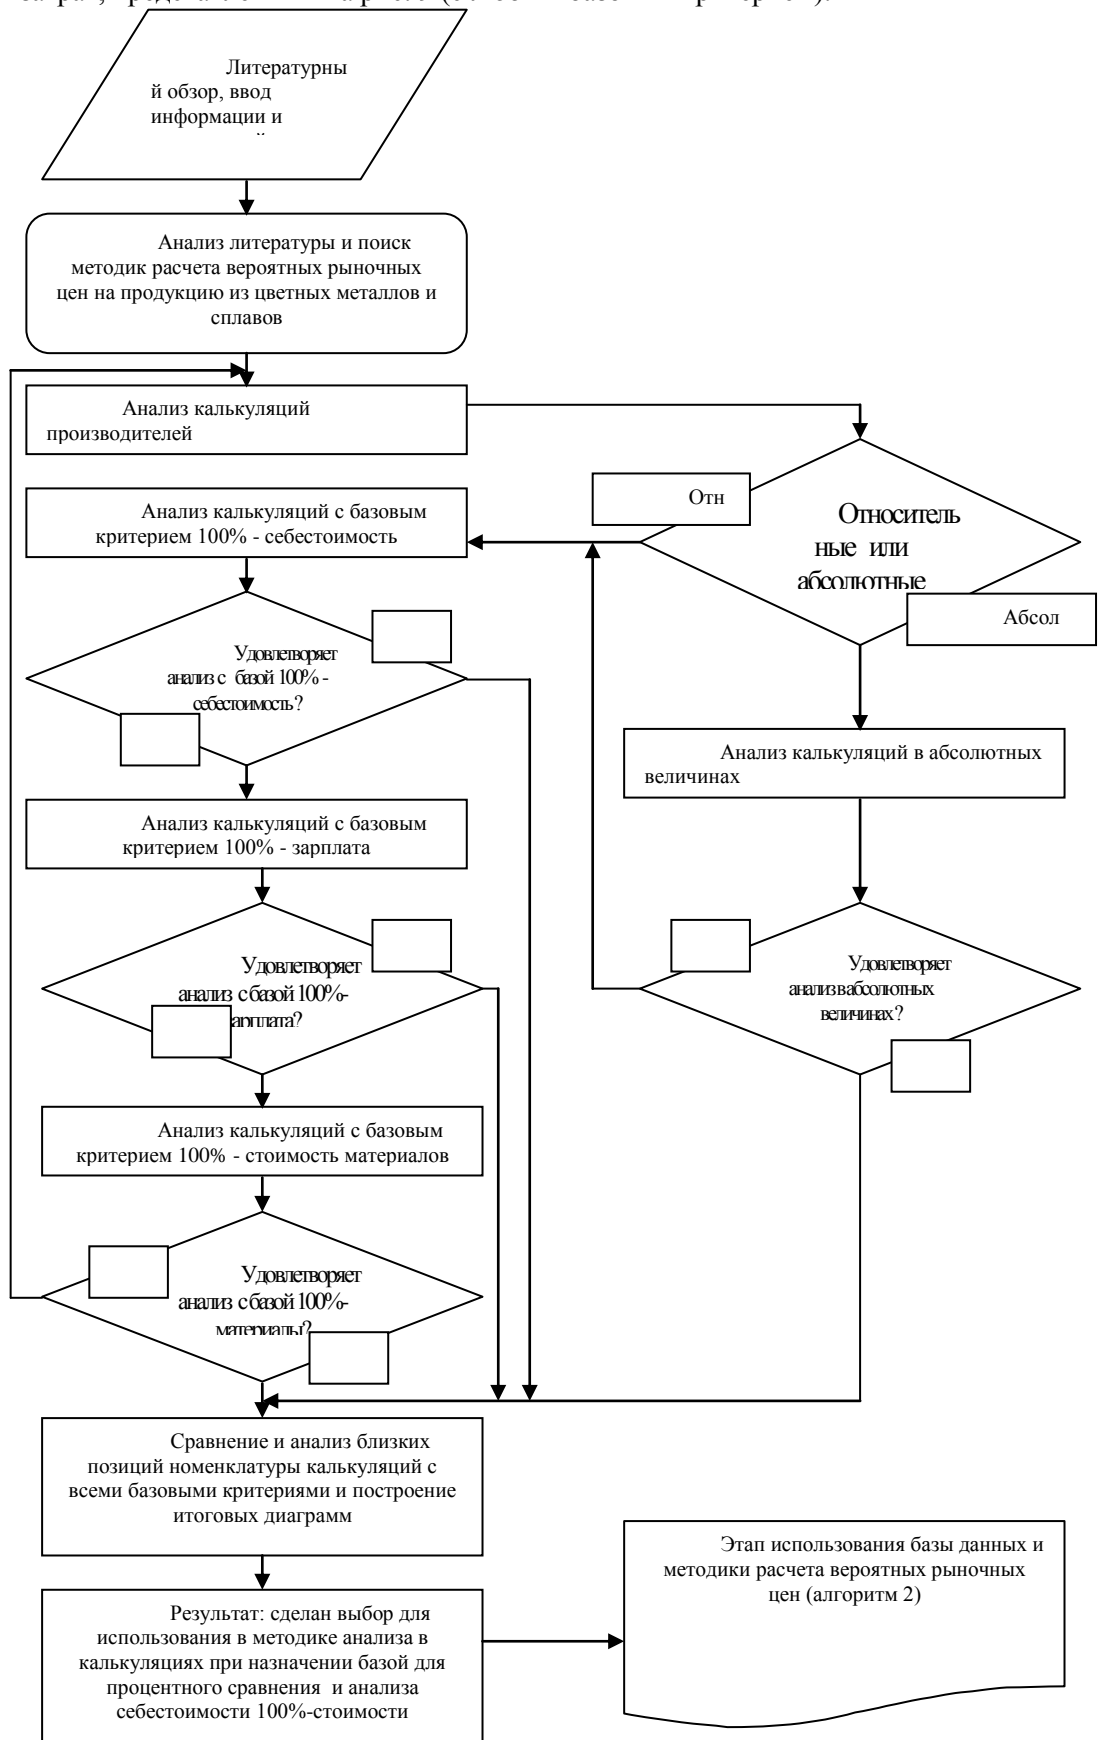 Литературны
й обзор, ввод
информации и
Анализ литературы и поиск
методик расчета вероятных рыночных
цен на продукцию из цветных металлов и
сплавов
Анализ калькуляций
производителей
Отн
Относитель
ные или
абсолютные
Абсол
Анализ калькуляций с базовым
критерием 100% - себестоимость
Удовлетворяет
анализ с базой 100% -
себестоимость?
Анализ калькуляций в абсолютных
величинах
Анализ калькуляций с базовым
критерием 100% - зарплата
Удовлетворяет
анализ с базой 100%-
арплата?
Удовлетворяет
анализ в абсолютных
величинах?
Анализ калькуляций с базовым
критерием 100% - стоимость материалов
Удовлетворяет
анализ с базой 100%-
материалы?
Сравнение и анализ близких
позиций номенклатуры калькуляций с
всеми базовыми критериями и построение
итоговых диаграмм
Этап использования базы данных и
методики расчета вероятных рыночных
цен (алгоритм 2)
Результат: сделан выбор для
использования в методике анализа в
калькуляциях при назначении базой для
процентного сравнения и анализа
себестоимости 100%-стоимости